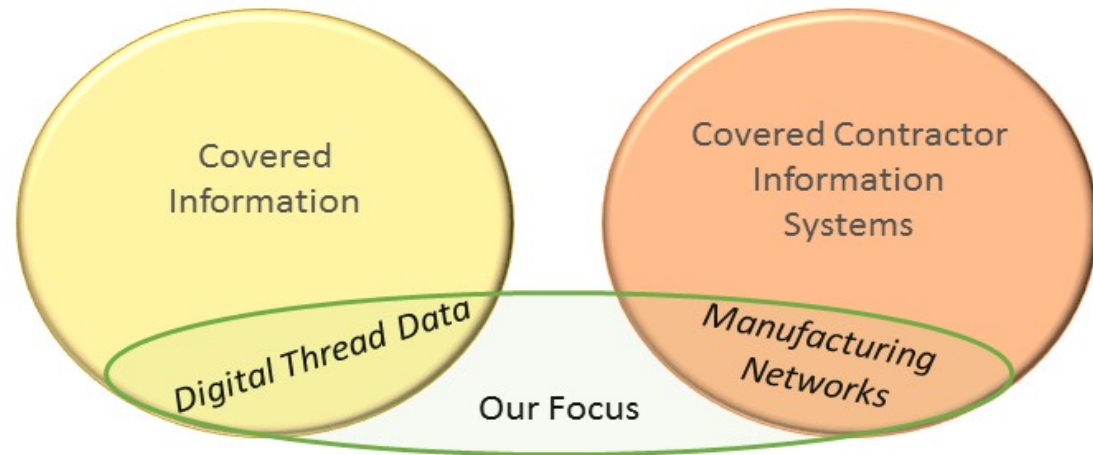 Covered
Information
Covered Contractor
Information
Systems
Digital Thread Data
Manufacturing
Networks
Our Focus